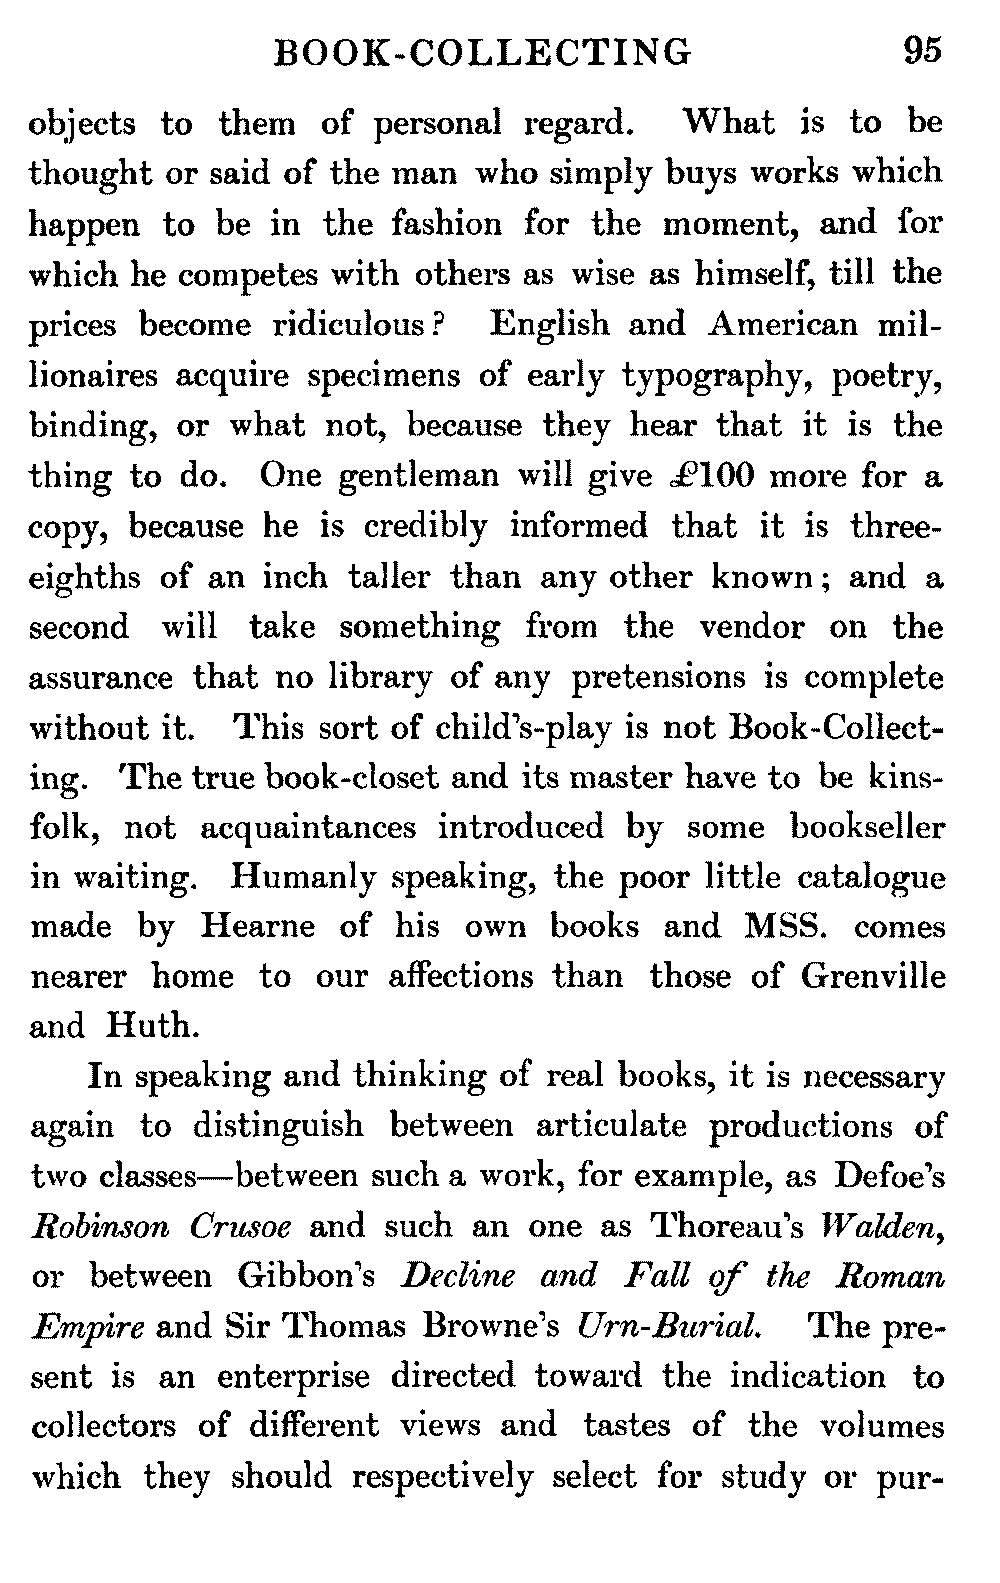 BOOK-COLLECTING 95
objects to them of personal regard. What is to be
thought or said of the man who simply buys works which
happen to be in the fashion for the moment, and for
which he competes with others as wise as himself, till the
prices become ridiculous? English and American mil-
lionaires acquire specimens of early typography, poetry,
binding, or what not, because they hear that it is the
thing to do. One gentleman will give £100 more for a
copy, because he is credibly informed that it is three-
eighths of an inch taller than any other known; and a
second will take something from the vendor on the
assurance that no library of any pretensions is complete
without it. This sort of child's-play is not Book-Collect-
ing. The true book-closet and its master have to be kins-
folk, not acquaintances introduced by some bookseller
in waiting. Humanly speaking, the poor little catalogue
made by Hearne of his own books and MSS. comes
nearer home to our affections than those of Grenville
and Huth.
In speaking and thinking of real books, it is necessary
again to distinguish between articulate productions of
two classes—between such a work, for example, as Defoe's
Robinson Crusoe and such an one as Thoreau's Walden,
or between Gibbon's Decline and Fall of the Roman
Empire and Sir Thomas Browne's Urn-Burial. The pre-
sent is an enterprise directed toward the indication to
collectors of different views and tastes of the volumes
which they should respectively select for study or pur-